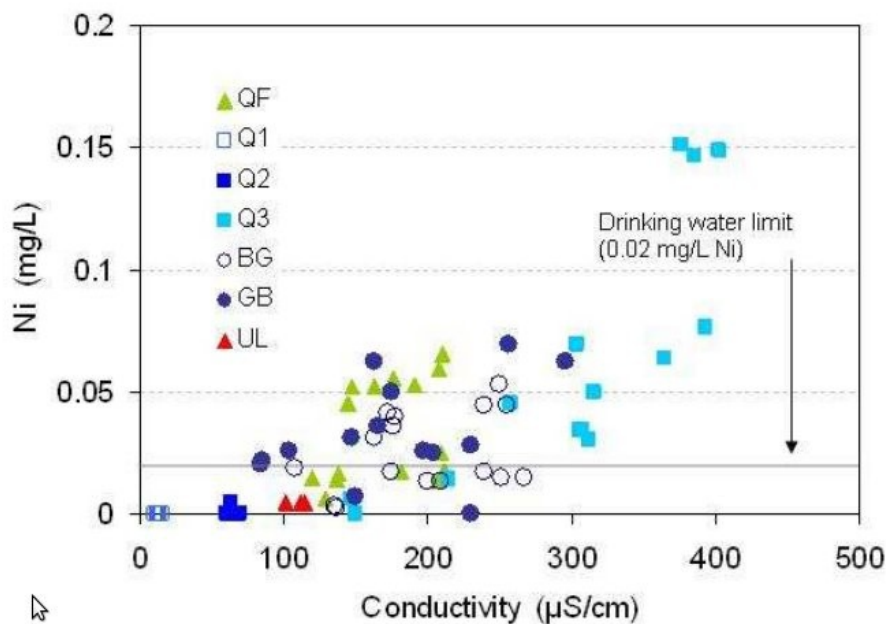 0.2
0.15
0.1
0.05
0
Ni (mg/L)
QF
Q1
Q2
Q3
BG
GB
UL
Drinking water limit
(0.02 mg/L Ni)
0 100 200 300 400 500
Conductivity (µS/cm)